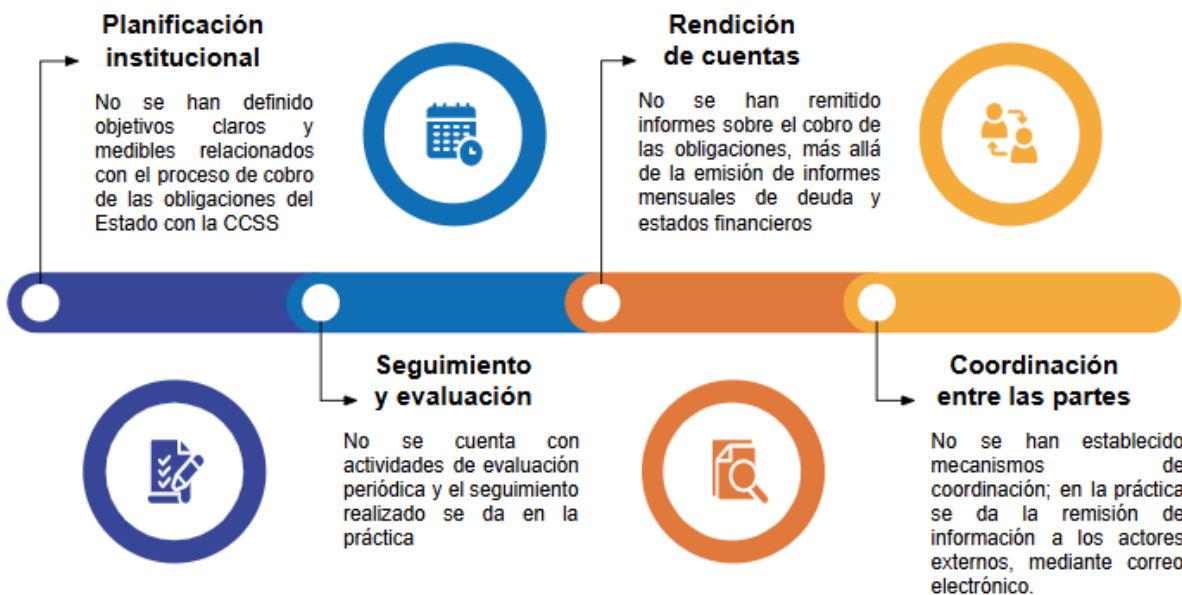 Planificación
institucional
No se han definido
objetivos claros y
medibles relacionados
con el proceso de cobro
de las obligaciones del
Estado con la CCSS
Seguimiento
y evaluación
No se cuenta con
actividades de evaluación
periódica y el seguimiento
realizado se da en la
práctica
Rendición
de cuentas
No se han remitido
informes sobre el cobro de
las obligaciones, más allá
de la emisión de informes
mensuales de deuda y
estados financieros
Coordinación
entre las partes
No se han establecido
mecanismos de
coordinación; en la práctica
se da la remisión de
información a los actores
externos, mediante correo
electrónico.